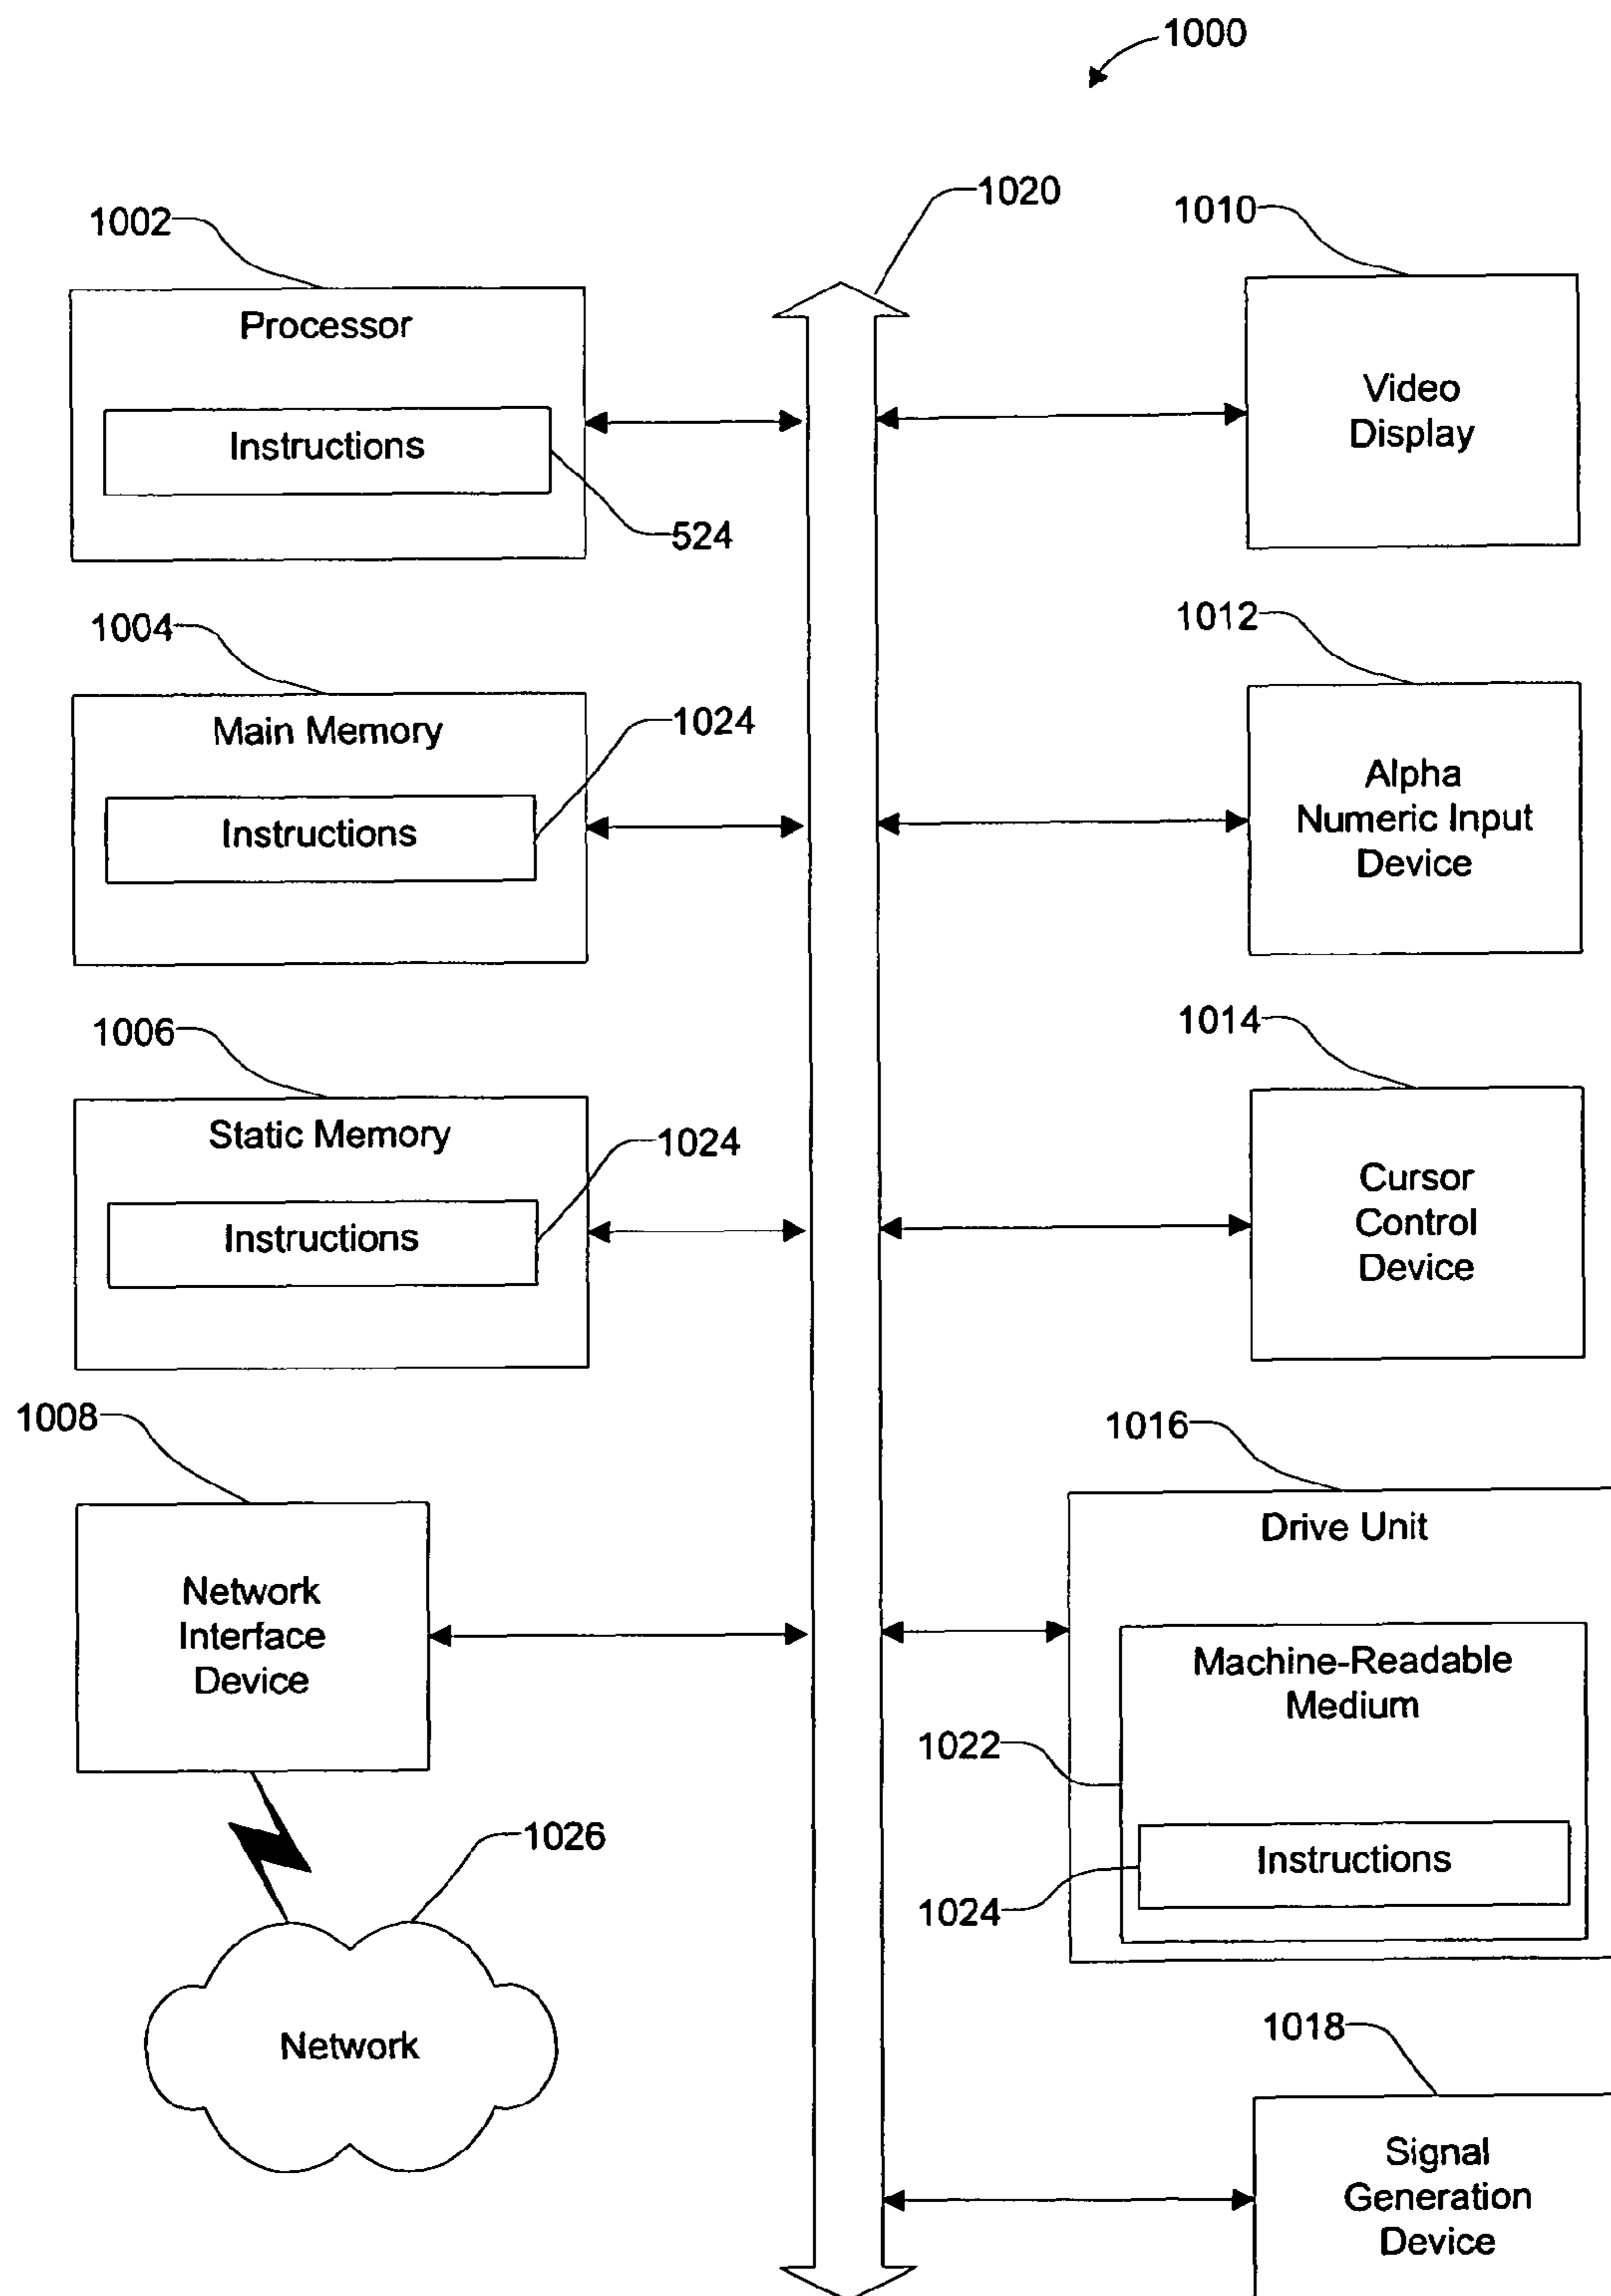 1000
1020
1002
Processor
Instructions
524
1004
Main Memory
1024
Instructions
1006
Static Memory
1024
Instructions
1008
Network
Interface
Device
1026
Network
1010
Video
Display
1012
Alpha
Numeric Input
Device
1014
Cursor
Control
Device
1016
Drive Unit
Machine-Readable
Medium
1022
Instructions
1024
1018
Signal
Generation
Device